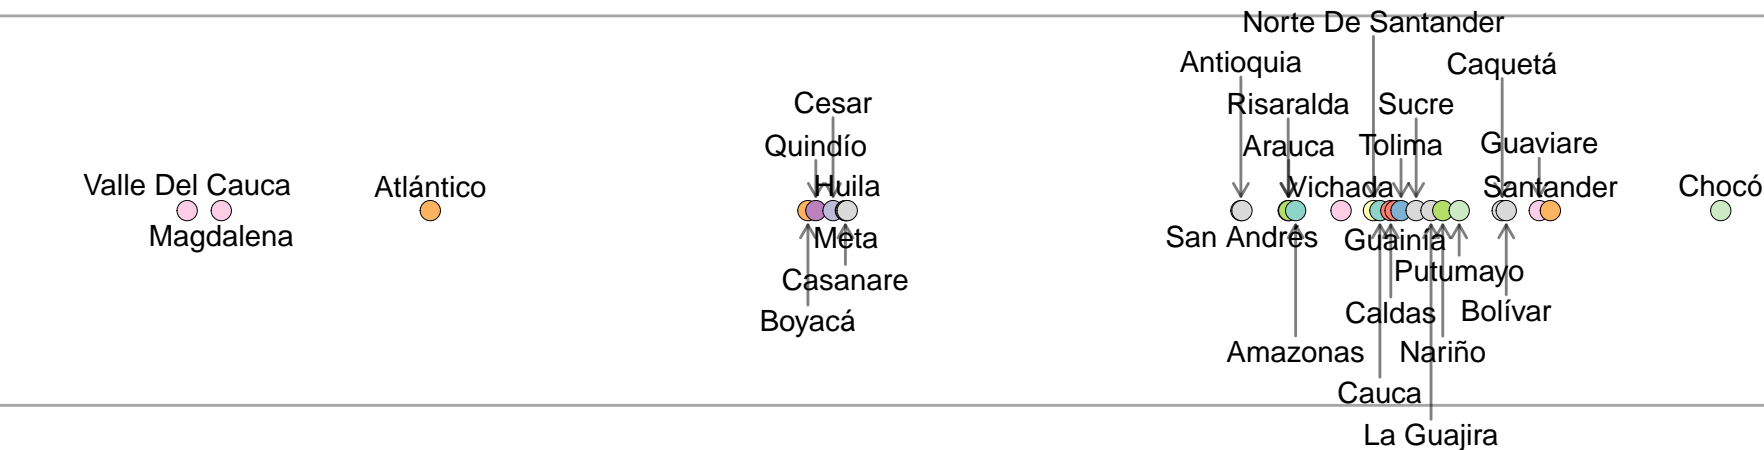 Norte De Santander
Antioquia
Caquetá
Cesar
Risaralda
Sucre
Quindío
Arauca
Tolima
Guaviare
Valle Del Cauca
Atlántico
Huila
Vichada
Santander
Chocó
Magdalena
Meta
San Andrés
Guainía
Casanare
Putumayo
Boyacá
Caldas
Bolívar
Amazonas
Nariño
Cauca
La Guajira